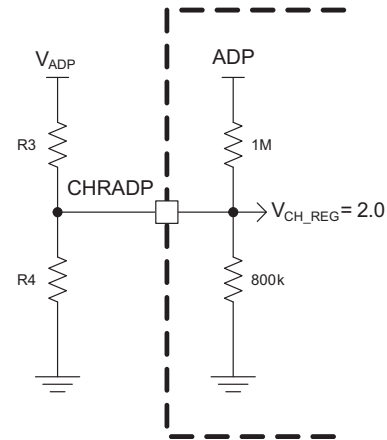 V_ADP
ADP
R3
1M
CHRADP
V_CH_REG = 2.0
R4
800k